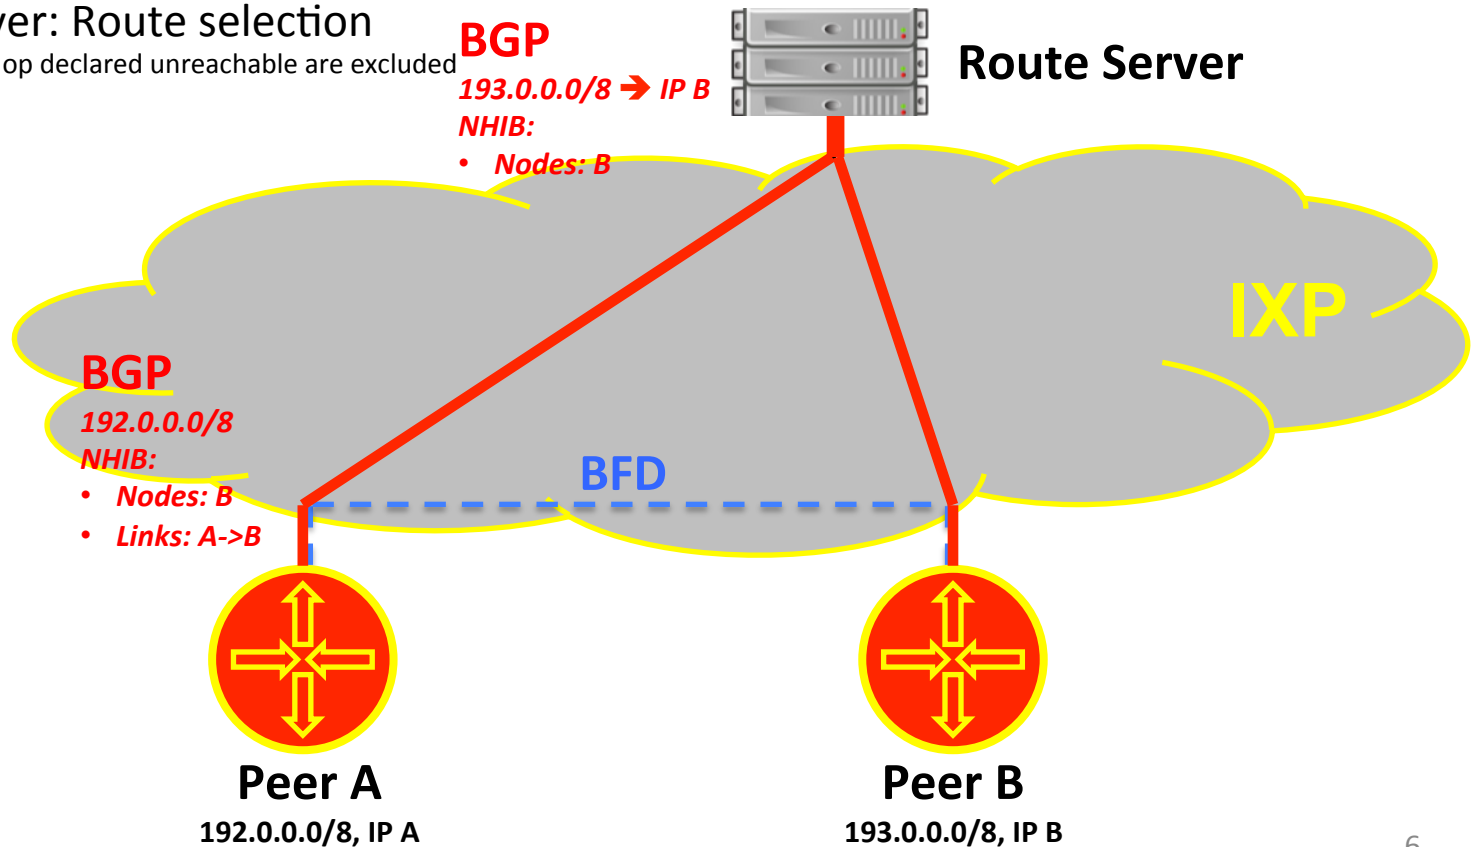 ver: Route selection
op declared unreachable are excluded
BGP
193.0.0.0/8 ➔ IP B
NHIB:
• Nodes: B
Route Server
IXP
BGP
192.0.0.0/8
NHIB:
• Nodes: B
• Links: A->B
BFD
Peer A
192.0.0.0/8, IP A
Peer B
193.0.0.0/8, IP B
6